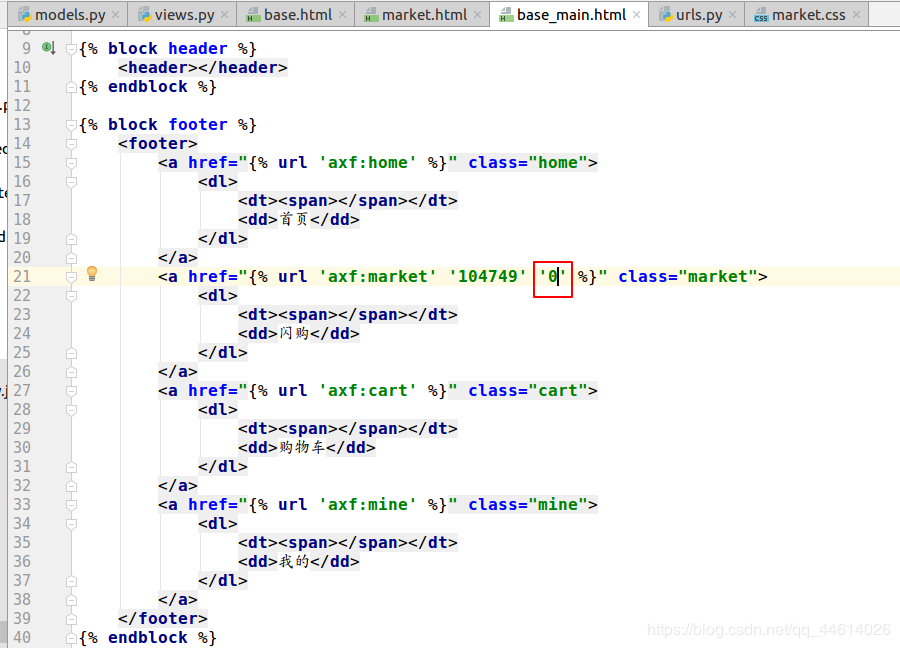 models.py × views.py × base.html × market.html × base_main.html × urls.py × market.css ×
9 {% block header %}
10 <header></header>
11 {% endblock %}
12
13 {% block footer %}
14 <footer>
15 <a href="{% url 'axf:home' %}" class="home">
16 <dl>
17 <dt><span></span></dt>
18 <dd>首页</dd>
19 </dl>
20 </a>
21 <a href="{% url 'axf:market' '104749' '0' %}" class="market">
22 <dl>
23 <dt><span></span></dt>
24 <dd>闪购</dd>
25 </dl>
26 </a>
27 <a href="{% url 'axf:cart' %}" class="cart">
28 <dl>
29 <dt><span></span></dt>
30 <dd>购物车</dd>
31 </dl>
32 </a>
33 <a href="{% url 'axf:mine' %}" class="mine">
34 <dl>
35 <dt><span></span></dt>
36 <dd>我的</dd>
37 </dl>
38 </a>
39 </footer>
40 {% endblock %}
https://blog.csdn.net/qq_44614026